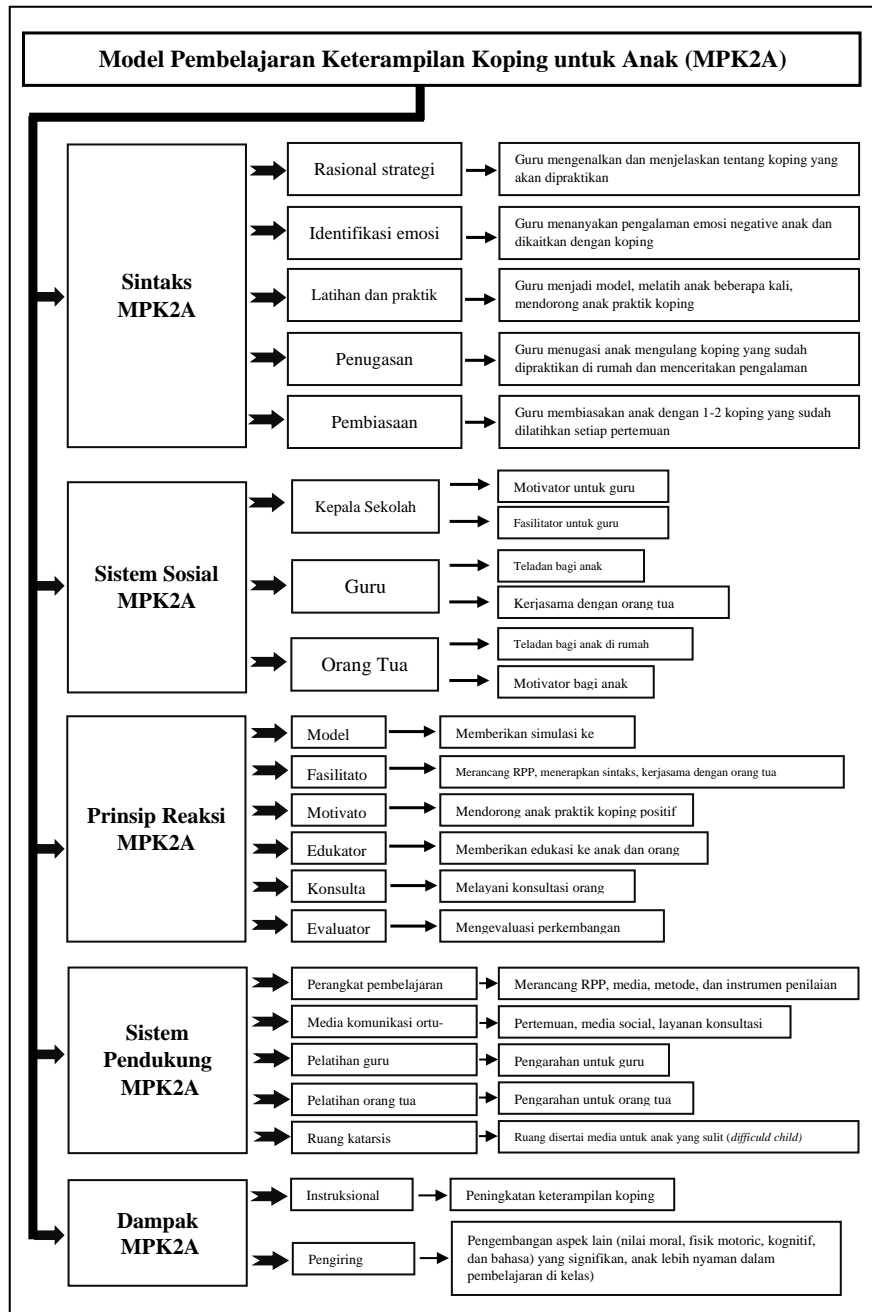 Model Pembelajaran Keterampilan Koping untuk Anak (MPK2A)
Sintaks
MPK2A
Rasional strategi
Guru mengenalkan dan menjelaskan tentang koping yang
akan dipraktikan
Identifikasi emosi
Guru menanyakan pengalaman emosi negative anak dan
dikaitkan dengan koping
Latihan dan praktik
Guru menjadi model, melatih anak beberapa kali,
mendorong anak praktik koping
Penugasan
Guru menugasi anak mengulang koping yang sudah
dipraktikan di rumah dan menceritakan pengalaman
Pembiasaan
Guru membiasakan anak dengan 1-2 koping yang sudah
dilatihkan setiap pertemuan
Sistem Sosial
MPK2A
Kepala Sekolah
Motivator untuk guru
Fasilitator untuk guru
Guru
Teladan bagi anak
Kerjasama dengan orang tua
Orang Tua
Teladan bagi anak di rumah
Motivator bagi anak
Prinsip Reaksi
MPK2A
Model
Memberikan simulasi ke
Fasilitato
Merancang RPP, menerapkan sintaks, kerjasama dengan orang tua
Motivato
Mendorong anak praktik koping positif
Edukator
Memberikan edukasi ke anak dan orang
Konsulta
Melayani konsultasi orang
Evaluator
Mengevaluasi perkembangan
Sistem
Pendukung
MPK2A
Perangkat pembelajaran
Merancang RPP, media, metode, dan instrumen penilaian
Media komunikasi ortu-
Pertemuan, media social, layanan konsultasi
Pelatihan guru
Pengarahan untuk guru
Pelatihan orang tua
Pengarahan untuk orang tua
Ruang katarsis
Ruang disertai media untuk anak yang sulit (difficuld child)
Dampak
MPK2A
Instruksional
Peningkatan keterampilan koping
Pengiring
Pengembangan aspek lain (nilai moral, fisik motoric, kognitif,
dan bahasa) yang signifikan, anak lebih nyaman dalam
pembelajaran di kelas)